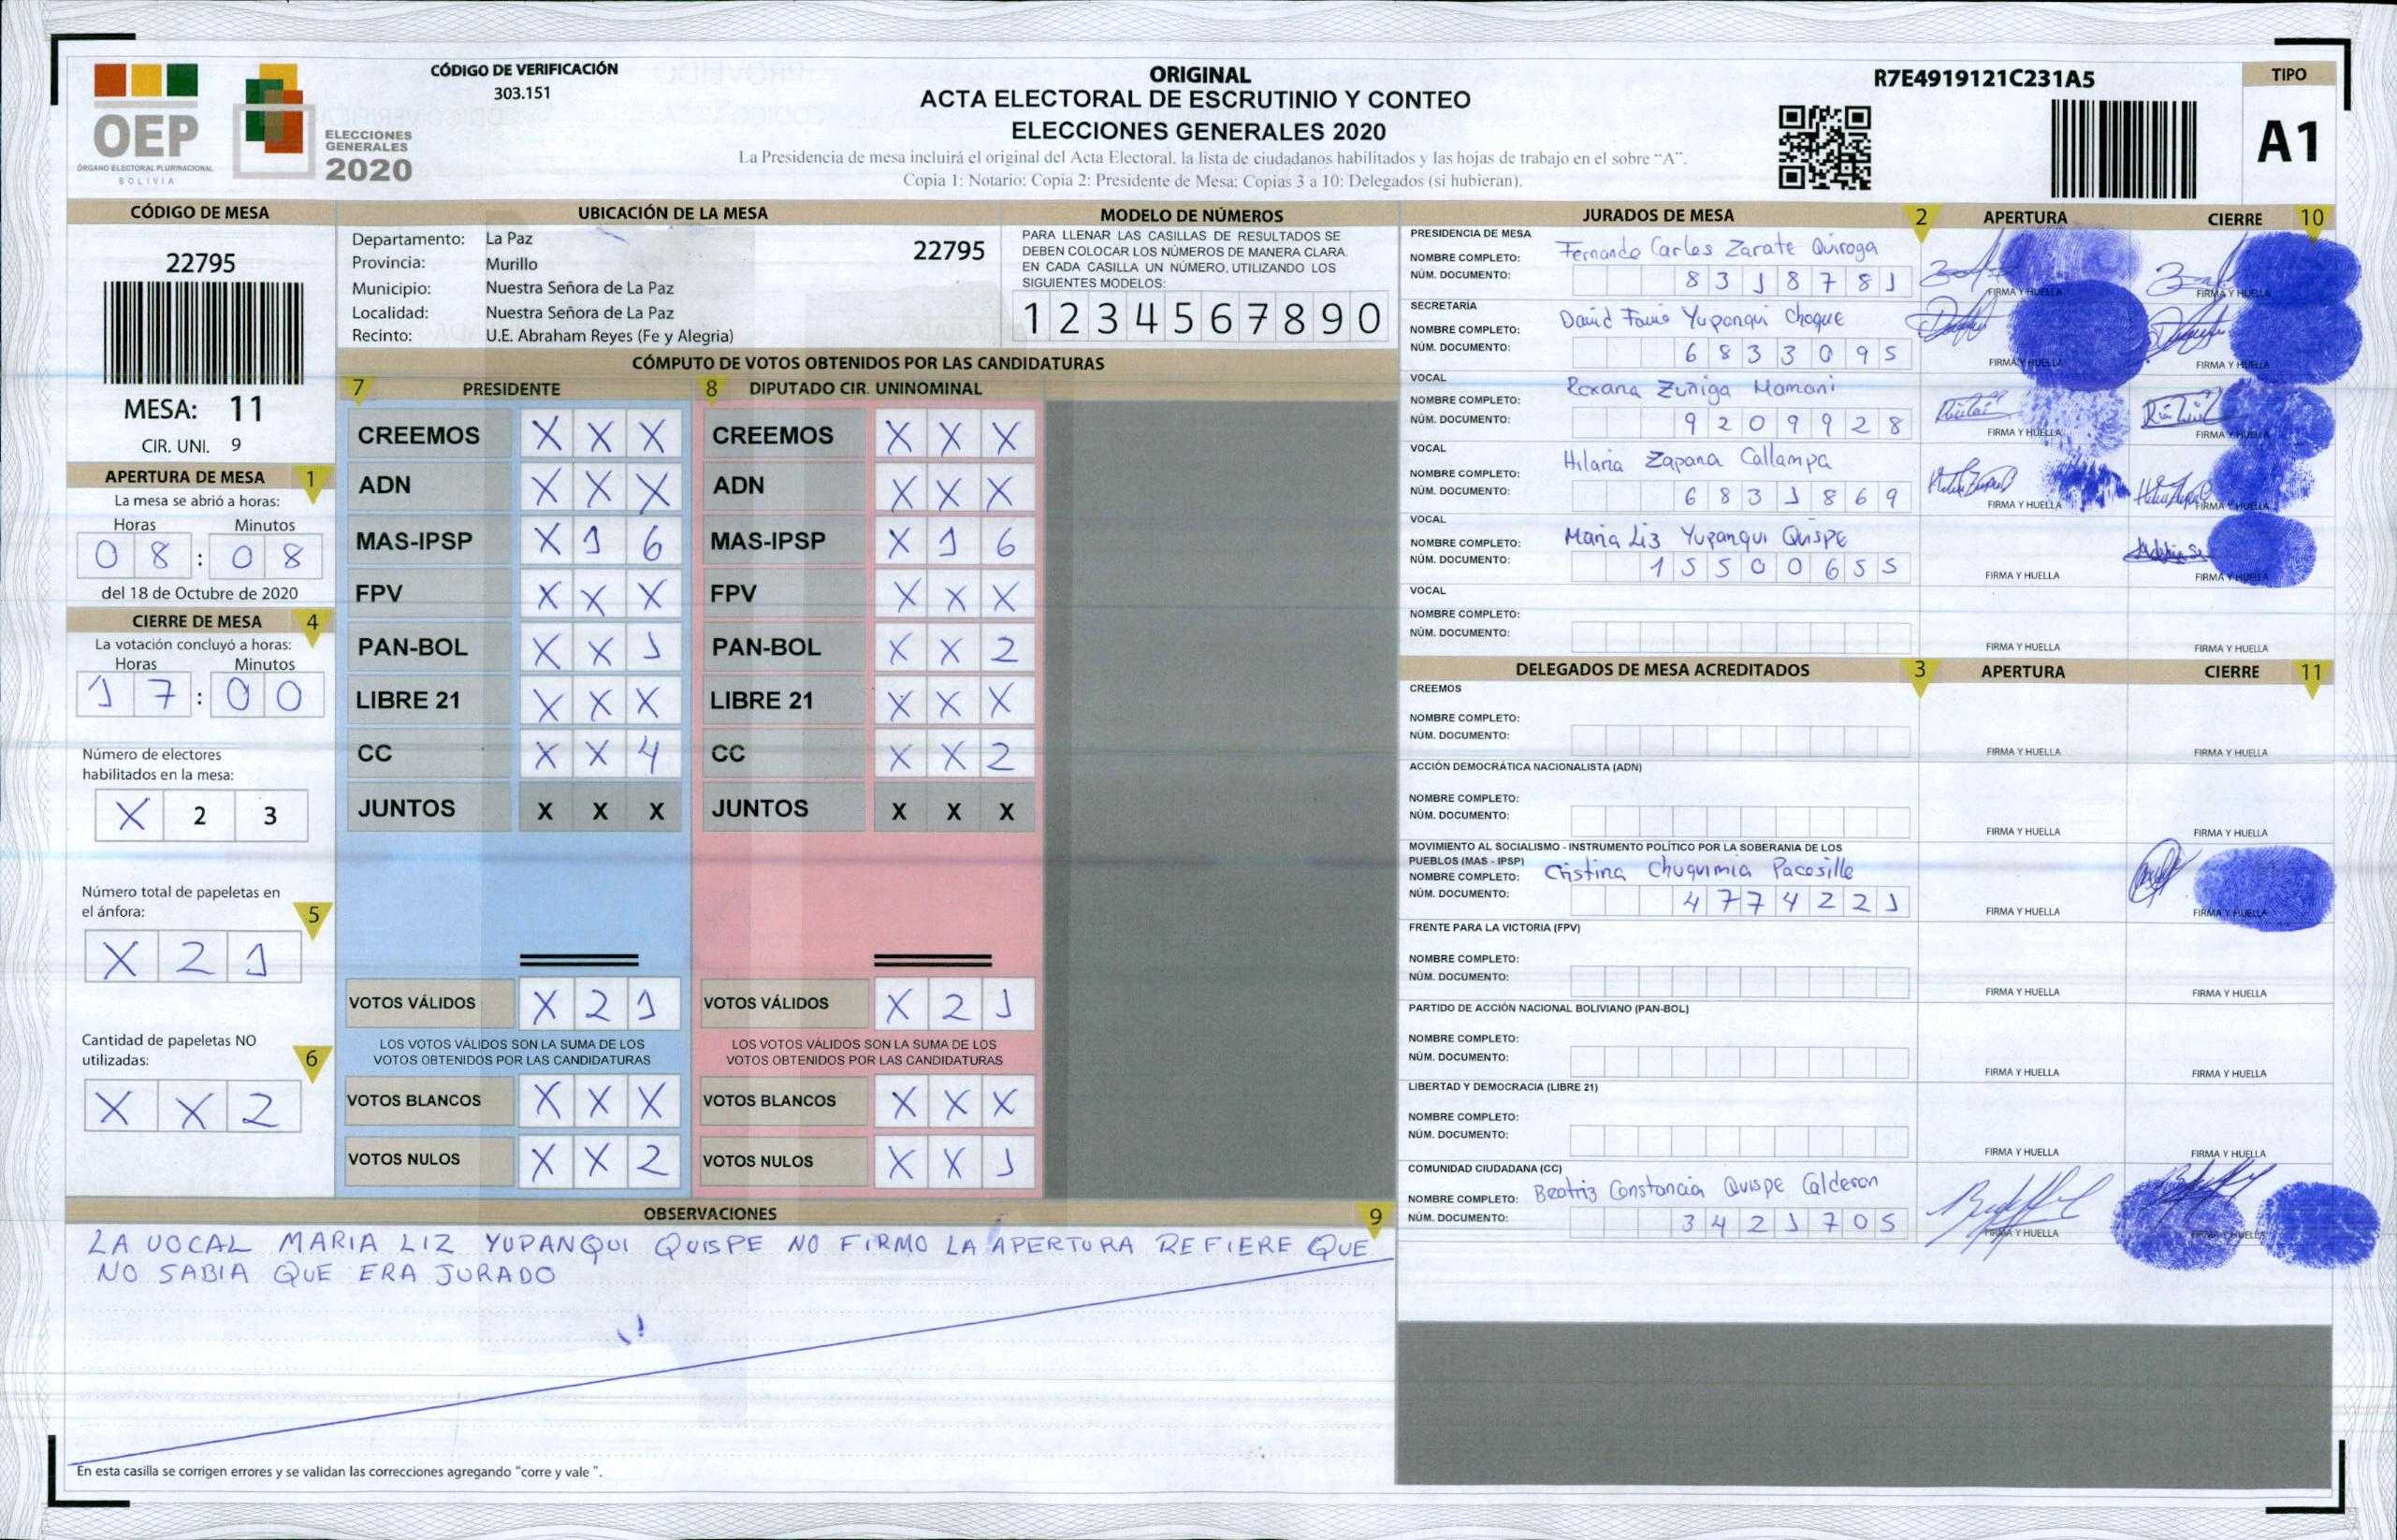 OEP
ÓRGANO ELECTORAL PLURINACIONAL
BOLIVIA
ELECCIONES
GENERALES
2020
CÓDIGO DE VERIFICACIÓN
303.151
ORIGINAL
ACTA ELECTORAL DE ESCRUTINIO Y CONTEO
ELECCIONES GENERALES 2020
La Presidencia de mesa incluirá el original del Acta Electoral, la lista de ciudadanos habilitados y las hojas de trabajo en el sobre "A".
Copia 1: Notario; Copia 2: Presidente de Mesa; Copias 3 a 10: Delegados (si hubieran).
R7E4919121C231A5
TIPO
A1
CÓDIGO DE MESA
22795
MESA: 11
CIR. UNI. 9
APERTURA DE MESA 1
La mesa se abrió a horas:
Horas Minutos
08:08
del 18 de Octubre de 2020
CIERRE DE MESA 4
La votación concluyó a horas:
Horas Minutos
17:00
Número de electores
habilitados en la mesa:
X 2 3
Número total de papeletas en
el ánfora: 5
X 2 1
Cantidad de papeletas NO
utilizadas: 6
X X 2
UBICACIÓN DE LA MESA
Departamento: La Paz 22795
Provincia: Murillo
Municipio: Nuestra Señora de La Paz
Localidad: Nuestra Señora de La Paz
Recinto: U.E. Abraham Reyes (Fe y Alegria)
MODELO DE NÚMEROS
PARA LLENAR LAS CASILLAS DE RESULTADOS SE
DEBEN COLOCAR LOS NÚMEROS DE MANERA CLARA.
EN CADA CASILLA UN NÚMERO, UTILIZANDO LOS
SIGUIENTES MODELOS:
1 2 3 4 5 6 7 8 9 0
CÓMPUTO DE VOTOS OBTENIDOS POR LAS CANDIDATURAS
7 PRESIDENTE 8 DIPUTADO CIR. UNINOMINAL
CREEMOS X X X CREEMOS X X X
ADN X X X ADN X X X
MAS-IPSP X 1 6 MAS-IPSP X 1 6
FPV X X X FPV X X X
PAN-BOL X X 1 PAN-BOL X X 2
LIBRE 21 X X X LIBRE 21 X X X
CC X X 4 CC X X 2
JUNTOS X X X JUNTOS X X X
VOTOS VÁLIDOS X 2 1 VOTOS VÁLIDOS X 2 1
LOS VOTOS VÁLIDOS SON LA SUMA DE LOS LOS VOTOS VÁLIDOS SON LA SUMA DE LOS
VOTOS OBTENIDOS POR LAS CANDIDATURAS VOTOS OBTENIDOS POR LAS CANDIDATURAS
VOTOS BLANCOS X X X VOTOS BLANCOS X X X
VOTOS NULOS X X 2 VOTOS NULOS X X 1
OBSERVACIONES 9
LA VOCAL MARIA LIZ YUPANQUI QUISPE NO FIRMO LA APERTURA REFIERE QUE
NO SABIA QUE ERA JURADO
En esta casilla se corrigen errores y se validan las correcciones agregando "corre y vale ".
JURADOS DE MESA 2 APERTURA CIERRE 10
PRESIDENCIA DE MESA
NOMBRE COMPLETO: Fernando Carlos Zarate Quiroga
NÚM. DOCUMENTO: 8318781
FIRMA Y HUELLA FIRMA Y HUELLA
SECRETARIA
NOMBRE COMPLETO: David Yupanqui Choque
NÚM. DOCUMENTO: 6833095
FIRMA Y HUELLA FIRMA Y HUELLA
VOCAL
NOMBRE COMPLETO: Roxana Zuñiga Mamani
NÚM. DOCUMENTO: 9209928
FIRMA Y HUELLA FIRMA Y HUELLA
VOCAL
NOMBRE COMPLETO: Hilaria Zapana Callampa
NÚM. DOCUMENTO: 6831869
FIRMA Y HUELLA FIRMA Y HUELLA
VOCAL
NOMBRE COMPLETO: Maria Liz Yupanqui Quispe
NÚM. DOCUMENTO: 15500655
FIRMA Y HUELLA FIRMA Y HUELLA
VOCAL
NOMBRE COMPLETO:
NÚM. DOCUMENTO:
FIRMA Y HUELLA FIRMA Y HUELLA
DELEGADOS DE MESA ACREDITADOS 3 APERTURA CIERRE 11
CREEMOS
NOMBRE COMPLETO:
NÚM. DOCUMENTO:
FIRMA Y HUELLA FIRMA Y HUELLA
ACCIÓN DEMOCRÁTICA NACIONALISTA (ADN)
NOMBRE COMPLETO:
NÚM. DOCUMENTO:
FIRMA Y HUELLA FIRMA Y HUELLA
MOVIMIENTO AL SOCIALISMO - INSTRUMENTO POLÍTICO POR LA SOBERANIA DE LOS
PUEBLOS (MAS - IPSP)
NOMBRE COMPLETO: Cristina Chuquimia Pacosille
NÚM. DOCUMENTO: 4774221
FIRMA Y HUELLA FIRMA Y HUELLA
FRENTE PARA LA VICTORIA (FPV)
NOMBRE COMPLETO:
NÚM. DOCUMENTO:
FIRMA Y HUELLA FIRMA Y HUELLA
PARTIDO DE ACCIÓN NACIONAL BOLIVIANO (PAN-BOL)
NOMBRE COMPLETO:
NÚM. DOCUMENTO:
FIRMA Y HUELLA FIRMA Y HUELLA
LIBERTAD Y DEMOCRACIA (LIBRE 21)
NOMBRE COMPLETO:
NÚM. DOCUMENTO:
FIRMA Y HUELLA FIRMA Y HUELLA
COMUNIDAD CIUDADANA (CC)
NOMBRE COMPLETO: Beatriz Constancia Quispe Calderon
NÚM. DOCUMENTO: 3421705
FIRMA Y HUELLA FIRMA Y HUELLA